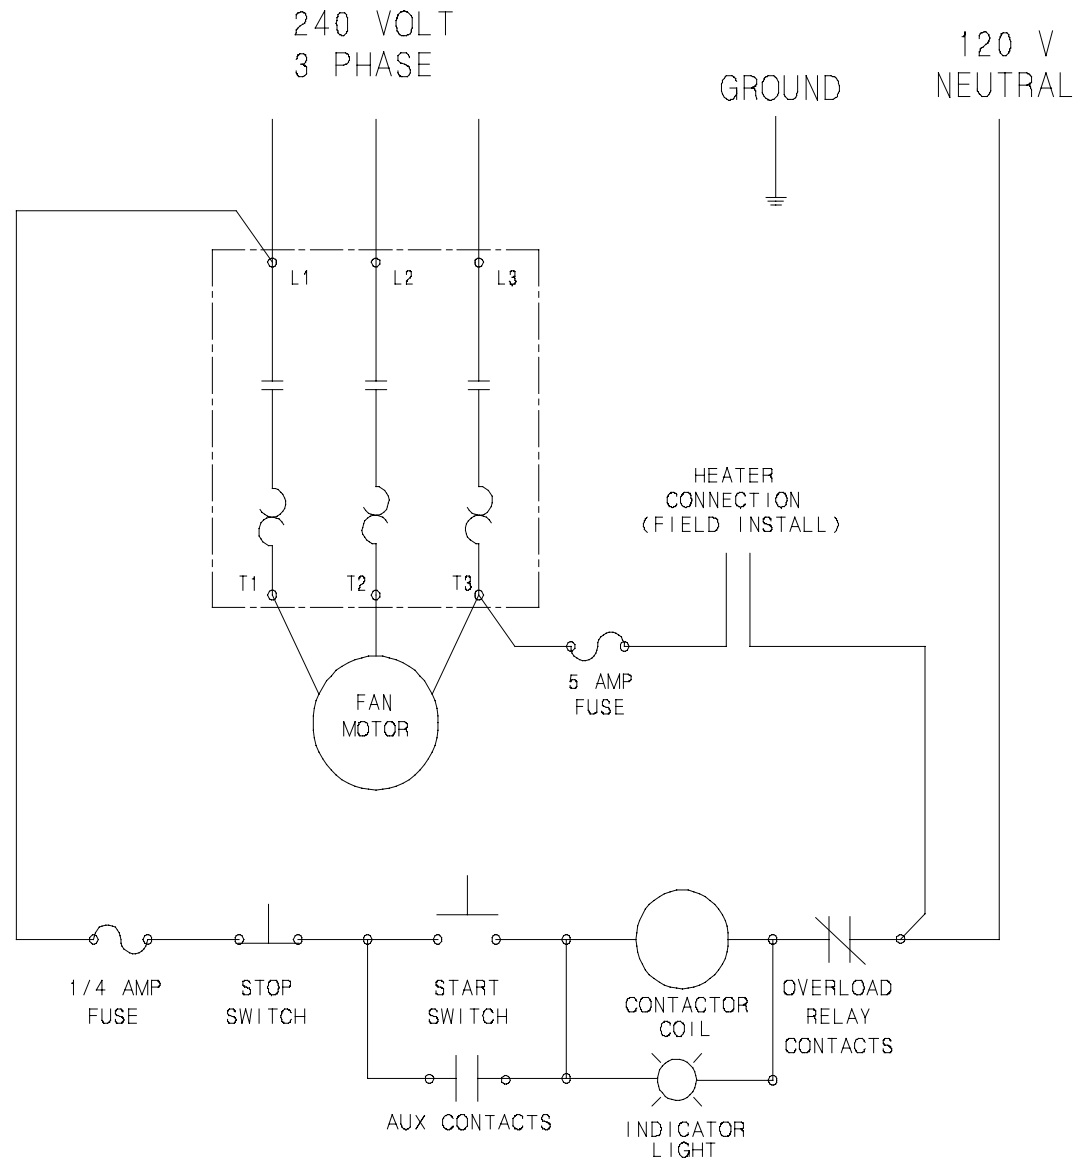 240 VOLT
3 PHASE
GROUND
120 V
NEUTRAL
L1
L2
L3
HEATER
CONNECTION
(FIELD INSTALL)
T1
T2
T3
5 AMP
FUSE
FAN
MOTOR
1/4 AMP
FUSE
STOP
SWITCH
START
SWITCH
CONTACTOR
COIL
OVERLOAD
RELAY
CONTACTS
AUX CONTACTS
INDICATOR
LIGHT